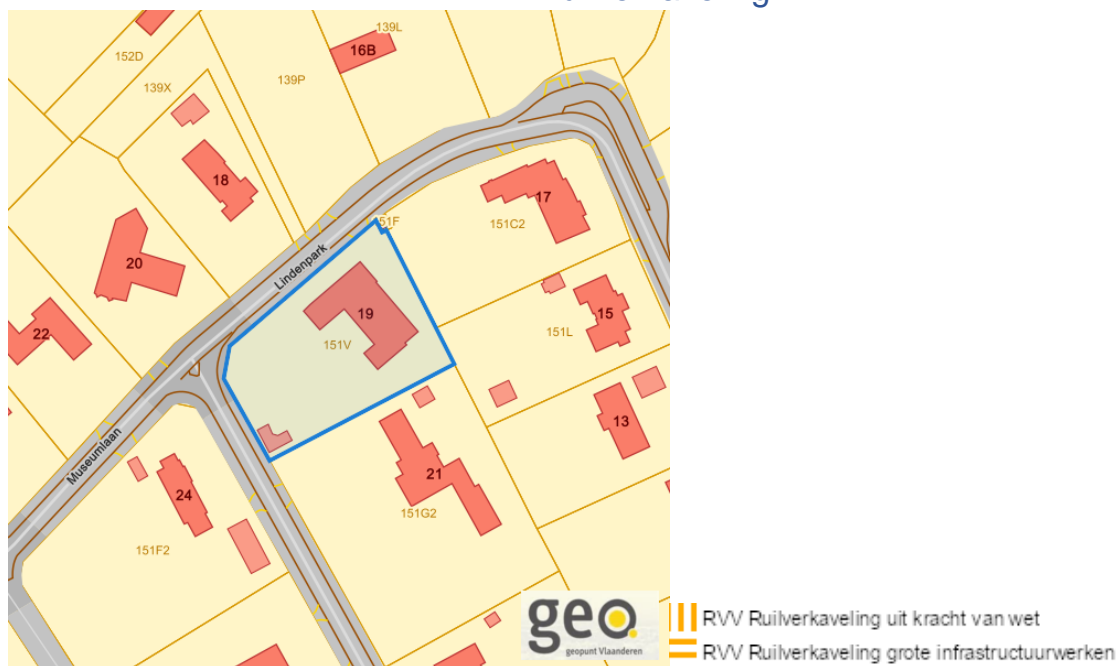 139L
16B
152D
139P
139X
18
17
151F
151C2
20
Lindenpark
19
15
22
151V
151L
13
Museumlaan
21
24
151G2
151F2
geo
geopunt Vlaanderen
RVV Ruilverkaveling uit kracht van wet
RVV Ruilverkaveling grote infrastructuurwerken